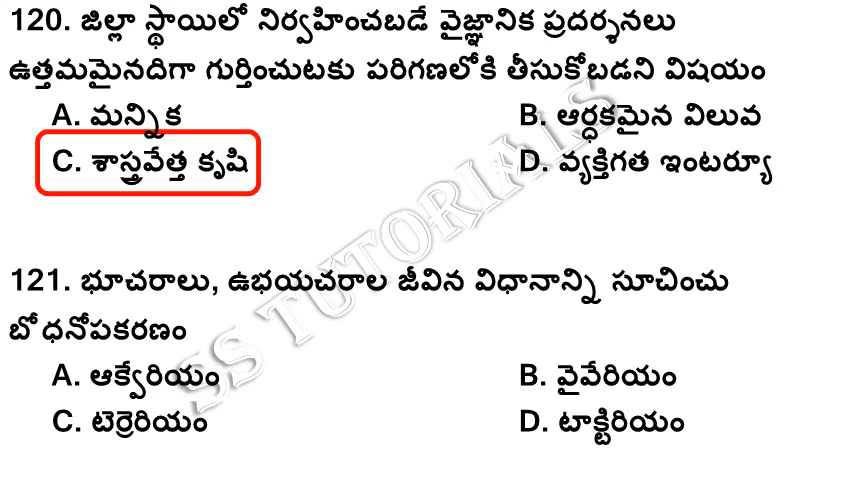 120. జిల్లా స్థాయిలో నిర్వహించబడే వైజ్ఞానిక ప్రదర్శనలు
ఉత్తమమైనదిగా గుర్తించుటకు పరిగణలోకి తీసుకోబడని విషయం
A. మన్నిక
B. ఆర్ధకమైన విలువ
C. శాస్త్రవేత్త కృషి
D. వ్యక్తిగత ఇంటర్యూ
SS TUTORIALS
121. భూచరాలు, ఉభయచరాల జీవిన విధానాన్ని సూచించు
బోధనోపకరణం
A. ఆక్వేరియం
B. వైవేరియం
C. టెర్రెరియం
D. టాక్టిరియం